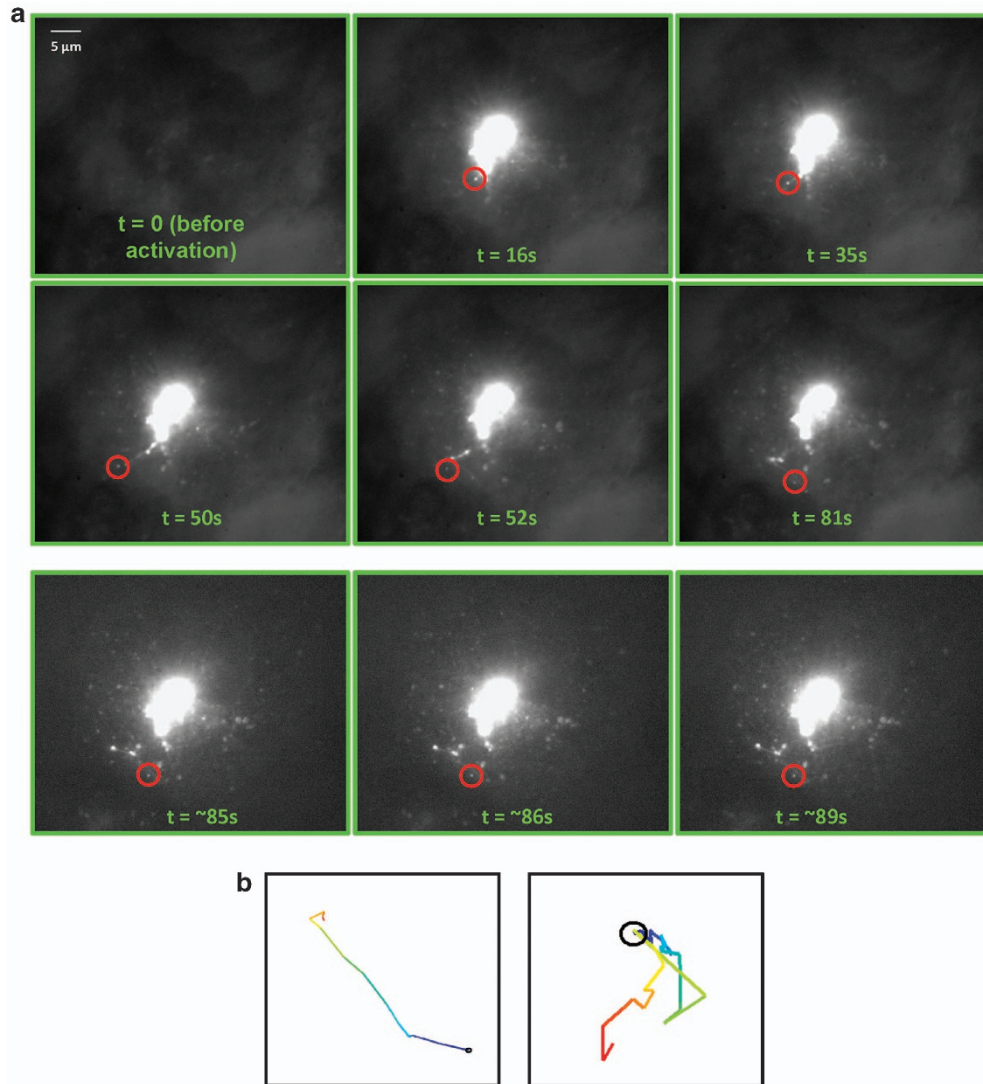 a
5 µm
t = 0 (before
activation)
t = 16s
t = 35s
t = 50s
t = 52s
t = 81s
t = ~85s
t = ~86s
t = ~89s
b